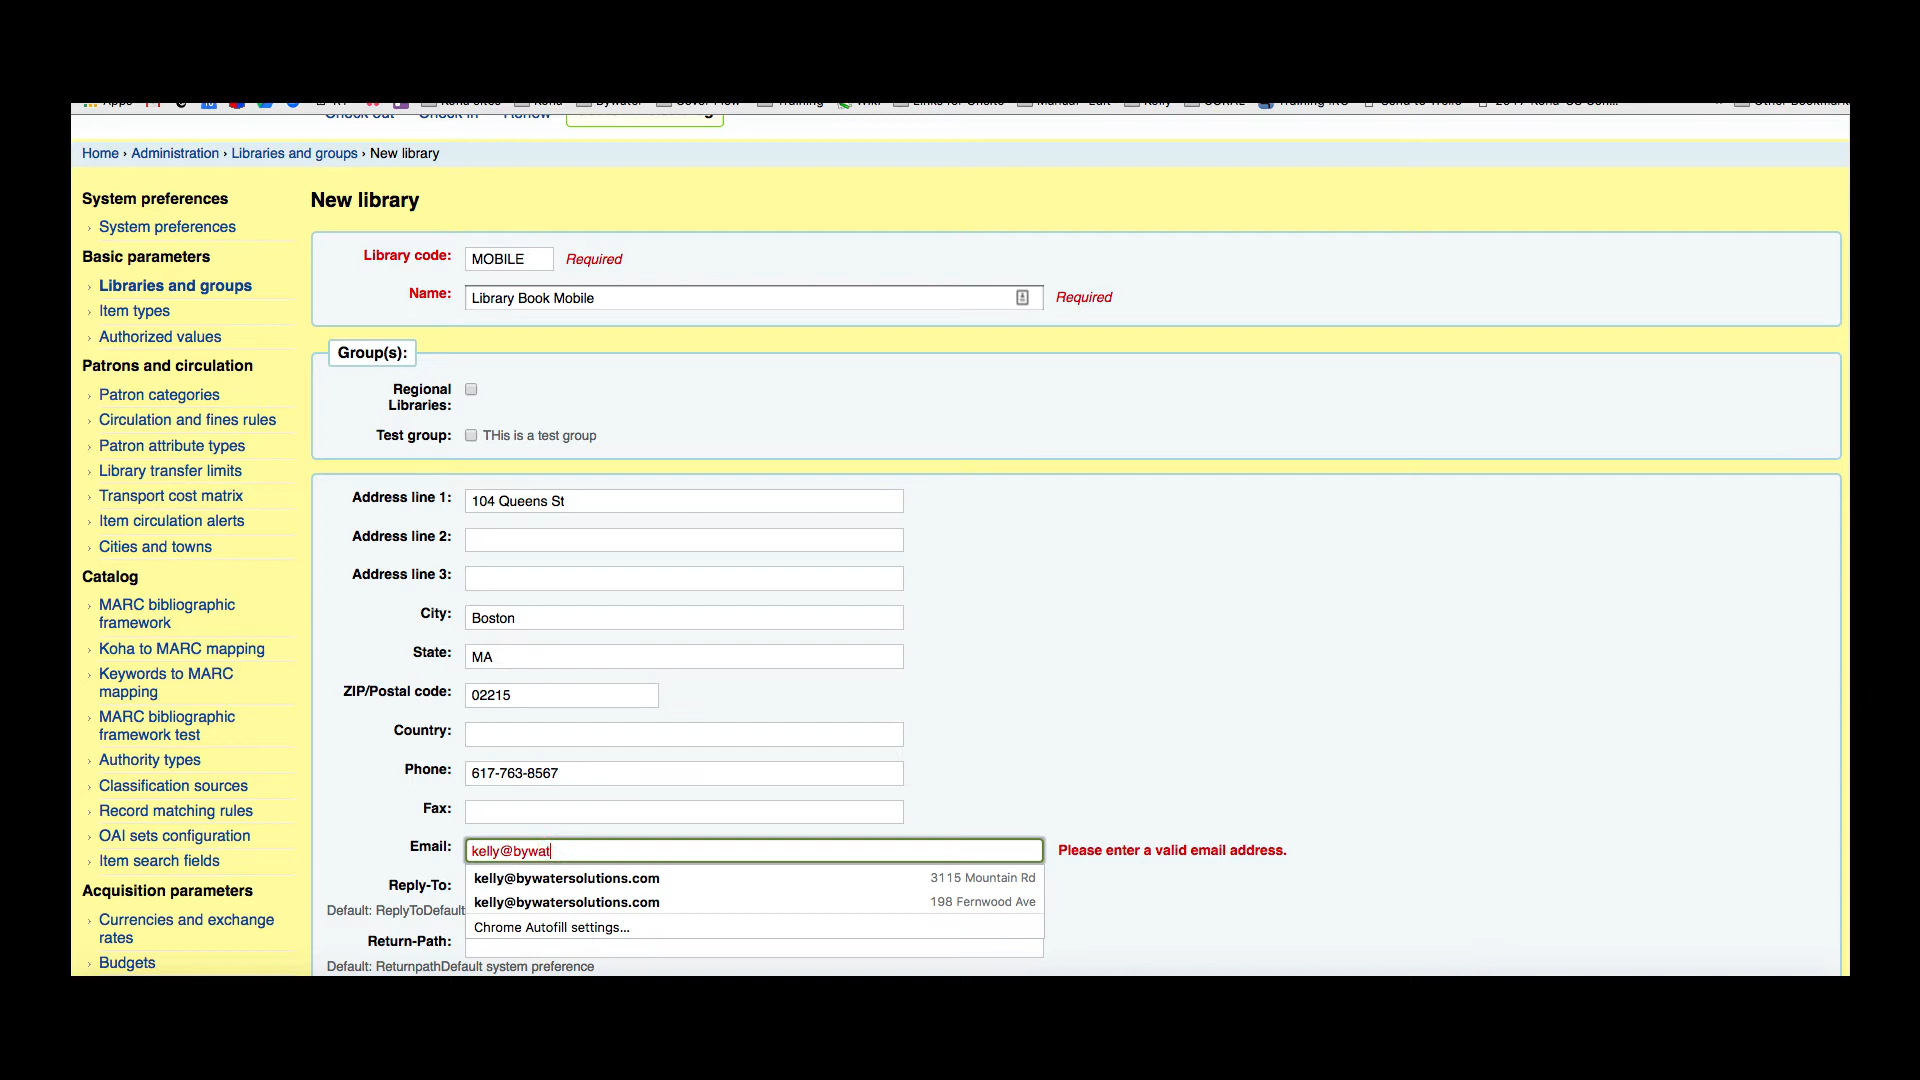 Home › Administration › Libraries and groups › New library
System preferences
› System preferences
Basic parameters
› Libraries and groups
› Item types
› Authorized values
Patrons and circulation
› Patron categories
› Circulation and fines rules
› Patron attribute types
› Library transfer limits
› Transport cost matrix
› Item circulation alerts
› Cities and towns
Catalog
› MARC bibliographic
framework
› Koha to MARC mapping
› Keywords to MARC
mapping
› MARC bibliographic
framework test
› Authority types
› Classification sources
› Record matching rules
› OAI sets configuration
› Item search fields
Acquisition parameters
› Currencies and exchange
rates
› Budgets
New library
Library code: MOBILE Required
Name: Library Book Mobile Required
Group(s):
Regional
Libraries:
Test group: THis is a test group
Address line 1: 104 Queens St
Address line 2:
Address line 3:
City: Boston
State: MA
ZIP/Postal code: 02215
Country:
Phone: 617-763-8567
Fax:
Email: kelly@bywat Please enter a valid email address.
kelly@bywatersolutions.com 3115 Mountain Rd
Reply-To:
kelly@bywatersolutions.com 198 Fernwood Ave
Default: ReplyToDefault
Chrome Autofill settings...
Return-Path:
Default: ReturnpathDefault system preference